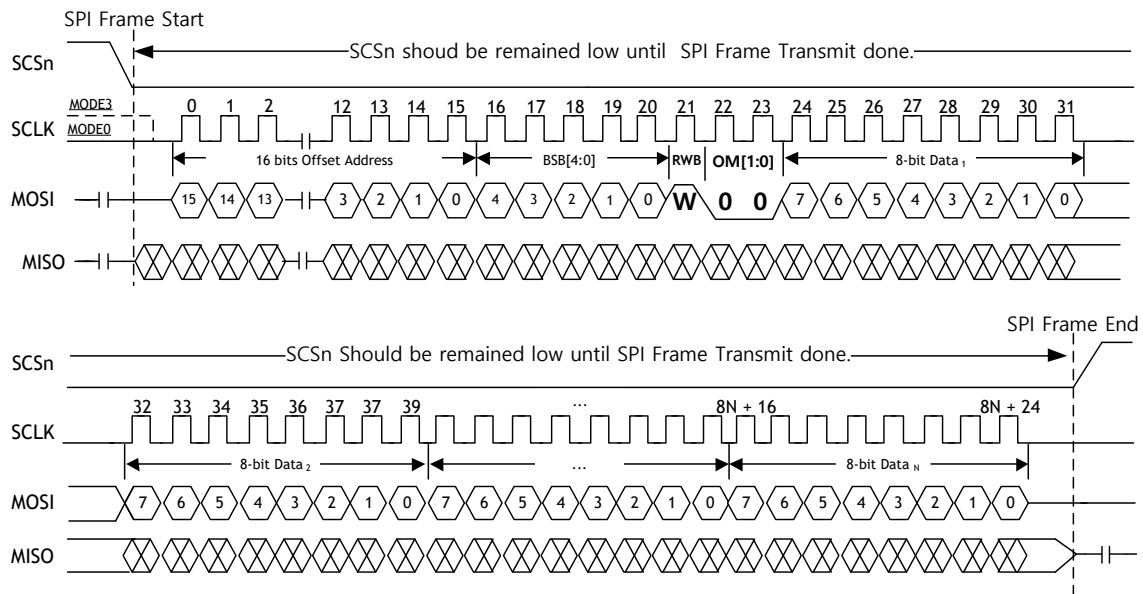 SPI Frame Start
SCSn
SCSn shoud be remained low until SPI Frame Transmit done.
MODE3
MODE0
SCLK
0 1 2 12 13 14 15 16 17 18 19 20 21 22 23 24 25 26 27 28 29 30 31
16 bits Offset Address BSB[4:0] RWB OM[1:0] 8-bit Data 1
MOSI
15 14 13 3 2 1 0 4 3 2 1 0 W 0 0 7 6 5 4 3 2 1 0
MISO
SPI Frame End
SCSn
SCSn Should be remained low until SPI Frame Transmit done.
SCLK
32 33 34 35 36 37 37 39 ... 8N + 16 8N + 24
8-bit Data 2 ... 8-bit Data N
MOSI
7 6 5 4 3 2 1 0 7 6 5 4 3 2 1 0 7 6 5 4 3 2 1 0
MISO